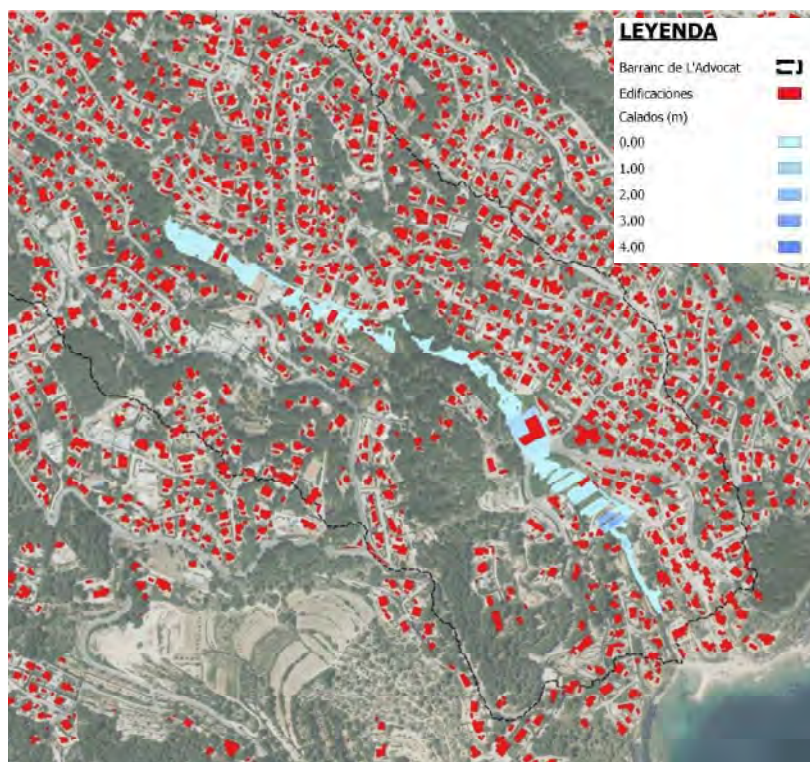 LEYENDA
Barranc de L'Advocat
Edificaciones
Calados (m)
0.00
1.00
2.00
3.00
4.00